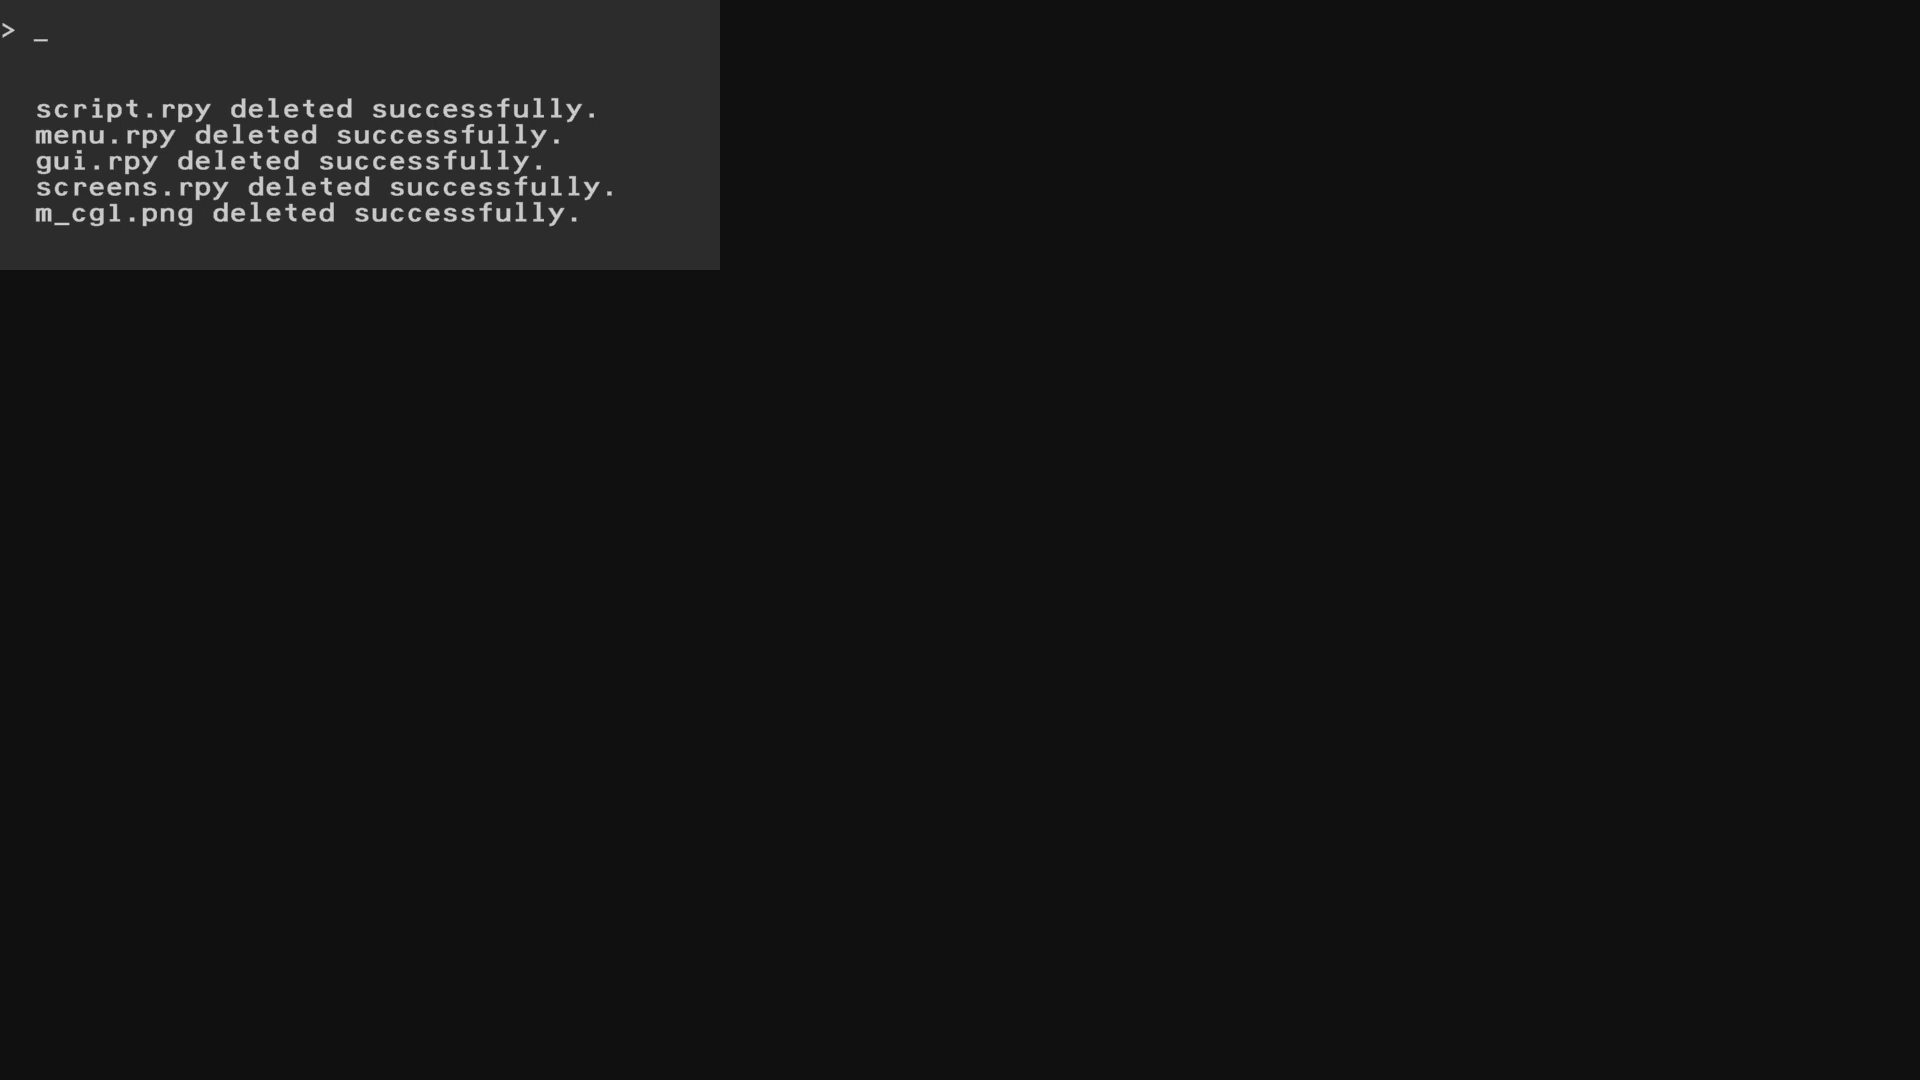 > _
script.rpy deleted successfully.
menu.rpy deleted successfully.
gui.rpy deleted successfully.
screens.rpy deleted successfully.
m_cg1.png deleted successfully.